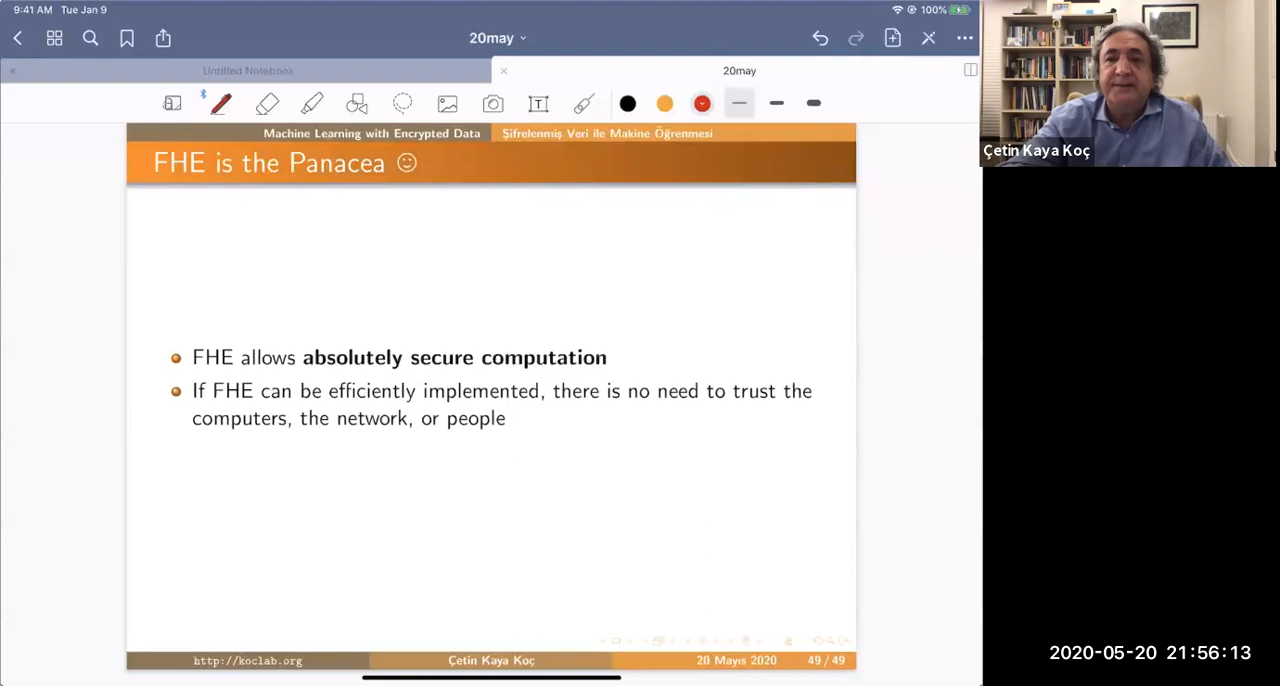 9:41 AM Tue Jan 9
100%
20may
Untitled Notebook
20may
T
Machine Learning with Encrypted Data
Şifrelenmiş Veri ile Makine Öğrenmesi
FHE is the Panacea ☺
FHE allows absolutely secure computation
If FHE can be efficiently implemented, there is no need to trust the
computers, the network, or people
http://koclab.org
Çetin Kaya Koç
20 Mayıs 2020
49 / 49
Çetin Kaya Koç
2020-05-20 21:56:13